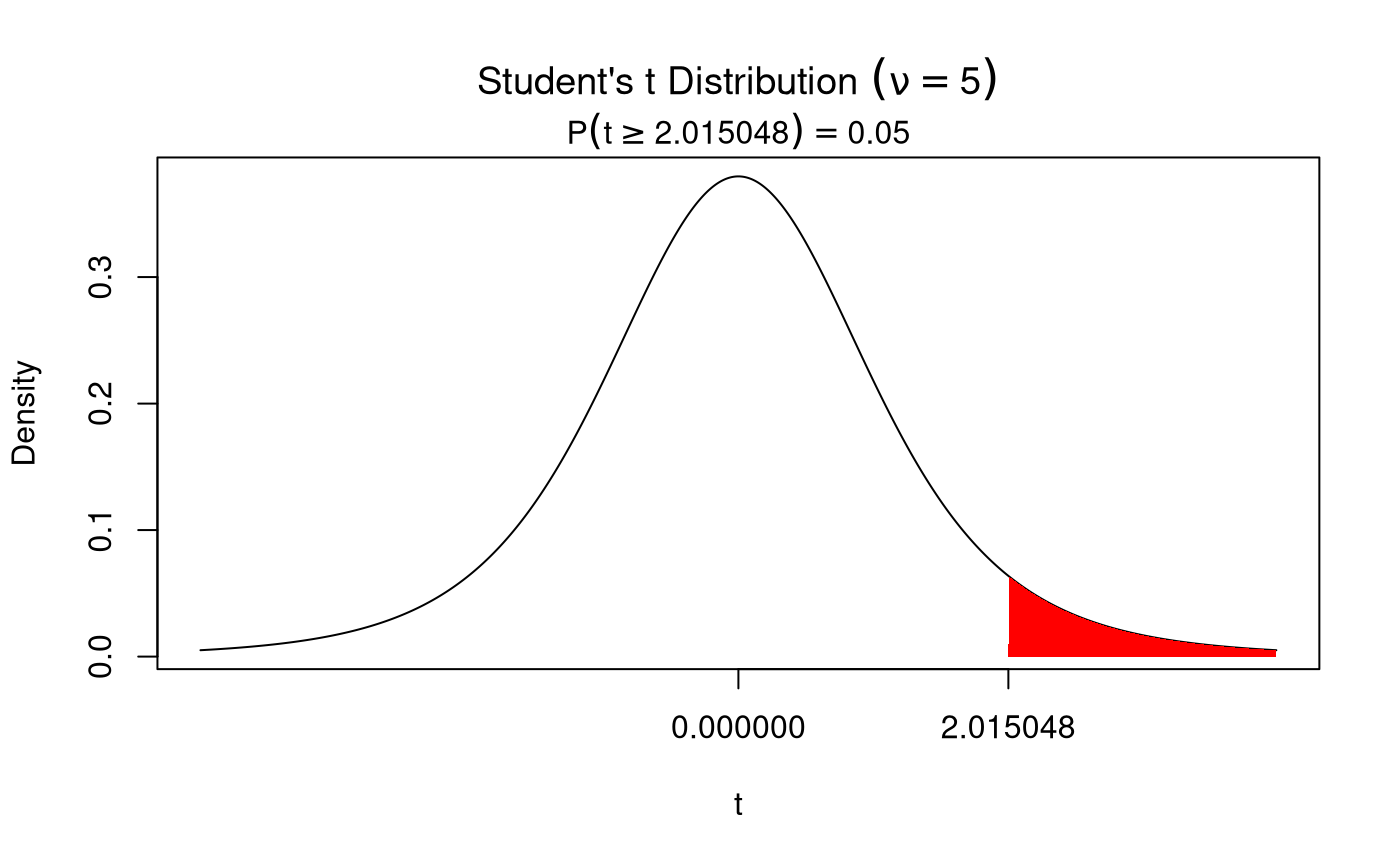 Student's t Distribution (ν = 5)
P(t ≥ 2.015048) = 0.05
Density
0.3
0.2
0.1
0.0
0.000000 2.015048
t